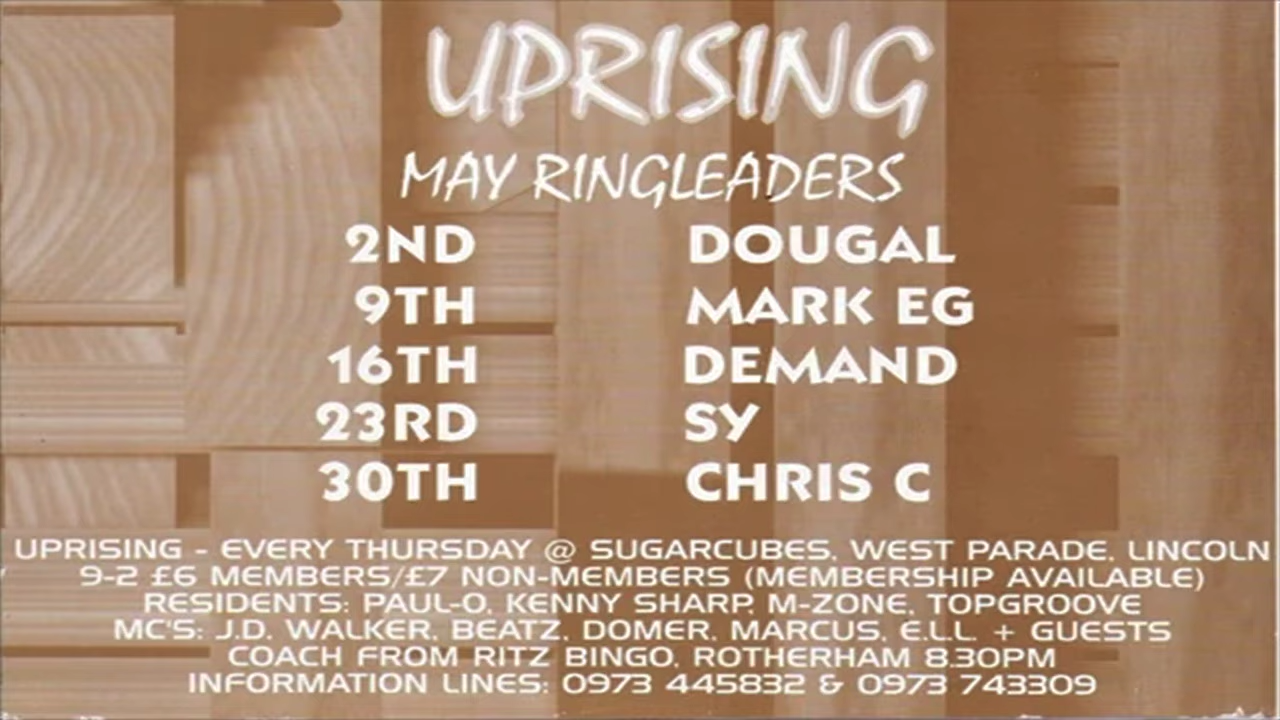 UPRISING
MAY RINGLEADERS
2ND DOUGAL
9TH MARK EG
16TH DEMAND
23RD SY
30TH CHRIS C
UPRISING - EVERY THURSDAY @ SUGARCUBES, WEST PARADE, LINCOLN
9-2 £6 MEMBERS/£7 NON-MEMBERS (MEMBERSHIP AVAILABLE)
RESIDENTS: PAUL-O, KENNY SHARP, M-ZONE, TOPGROOVE
MC'S: J.D. WALKER, BEATZ, DOMER, MARCUS, E.L.L. + GUESTS
COACH FROM RITZ BINGO, ROTHERHAM 8.30PM
INFORMATION LINES: 0973 445832 & 0973 743309